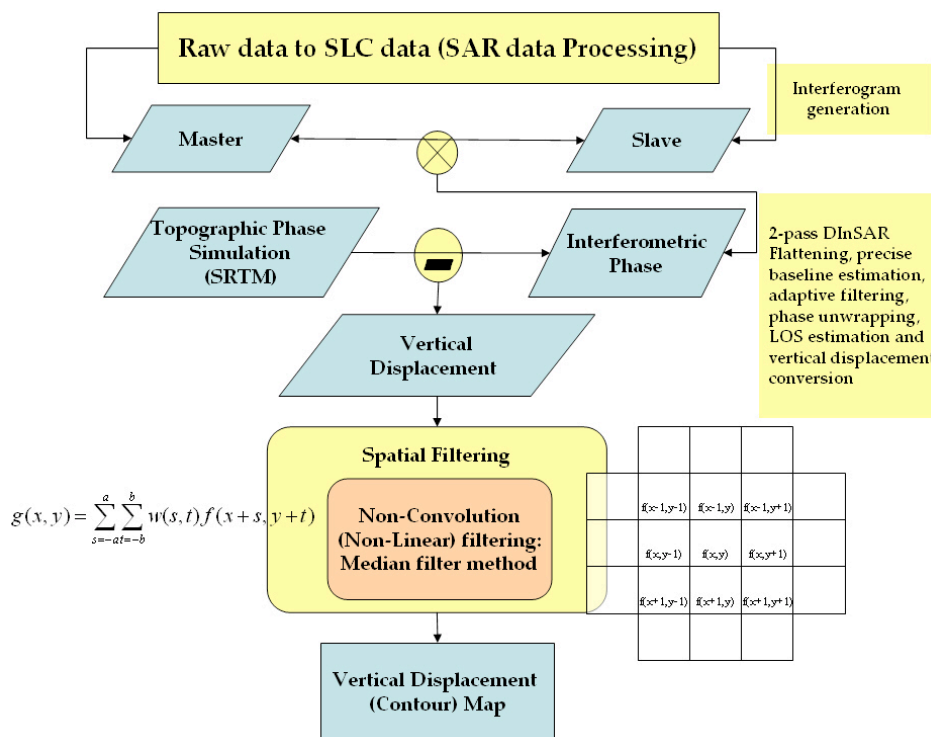 Raw data to SLC data (SAR data Processing)
Interferogram
generation
Master
Slave
Topographic Phase
Simulation
(SRTM)
Interferometric
Phase
2-pass DInSAR
Flattening, precise
baseline estimation,
adaptive filtering,
phase unwrapping,
LOS estimation and
vertical displacement
conversion
Vertical
Displacement
Spatial Filtering
g(x, y) = \sum_{s=-a}^{a} \sum_{t=-b}^{b} w(s,t) f(x+s, y+t)
Non-Convolution
(Non-Linear) filtering:
Median filter method
f(x-1,y-1) f(x-1,y) f(x-1,y+1)
f(x,y-1) f(x,y) f(x,y+1)
f(x+1,y-1) f(x+1,y) f(x+1,y+1)
Vertical Displacement
(Contour) Map